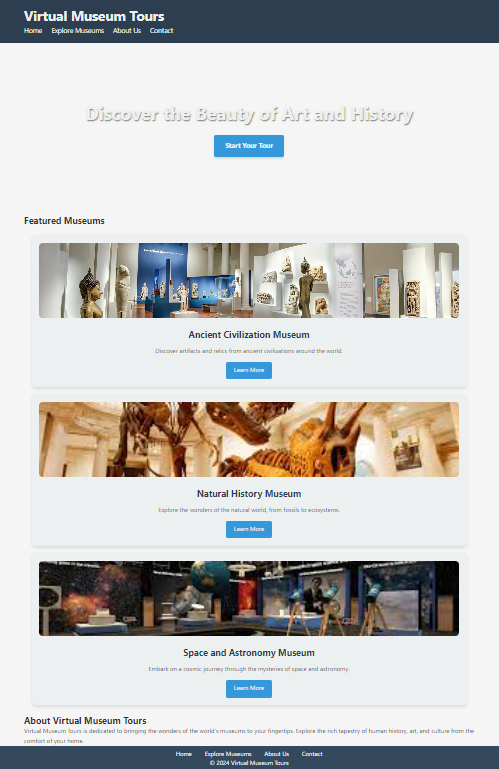 Virtual Museum Tours
Home Explore Museums About Us Contact
Discover the Beauty of Art and History
Start Your Tour
Featured Museums
Ancient Civilization Museum
Discover artifacts and relics from ancient civilizations around the world.
Learn More
Natural History Museum
Explore the wonders of the natural world, from fossils to ecosystems.
Learn More
Space and Astronomy Museum
Embark on a cosmic journey through the mysteries of space and astronomy.
Learn More
About Virtual Museum Tours
Virtual Museum Tours is dedicated to bringing the wonders of the world's museums to your fingertips. Explore the rich tapestry of human history, art, and culture from the
comfort of your home.
Home Explore Museums About Us Contact
© 2024 Virtual Museum Tours